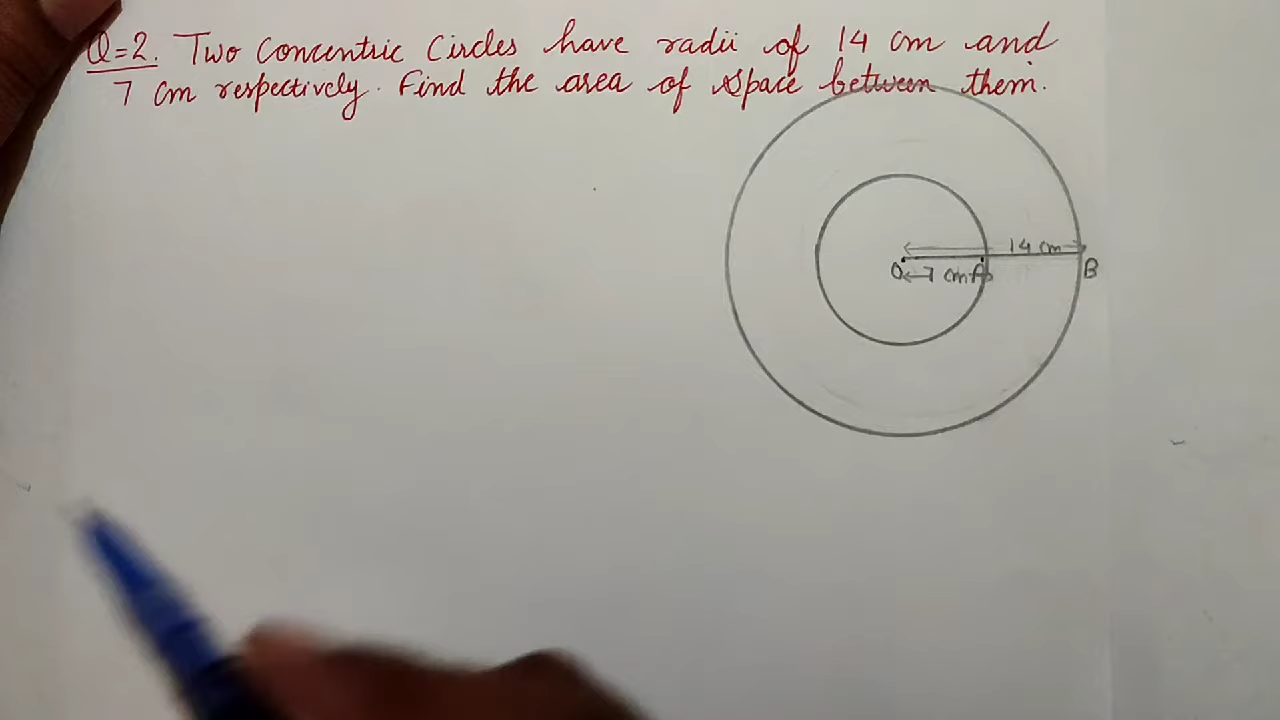 Q=2. Two Concentric Circles have radii of 14 cm and
7 cm respectively. Find the area of space between them.
14 cm
O 7 cm A B